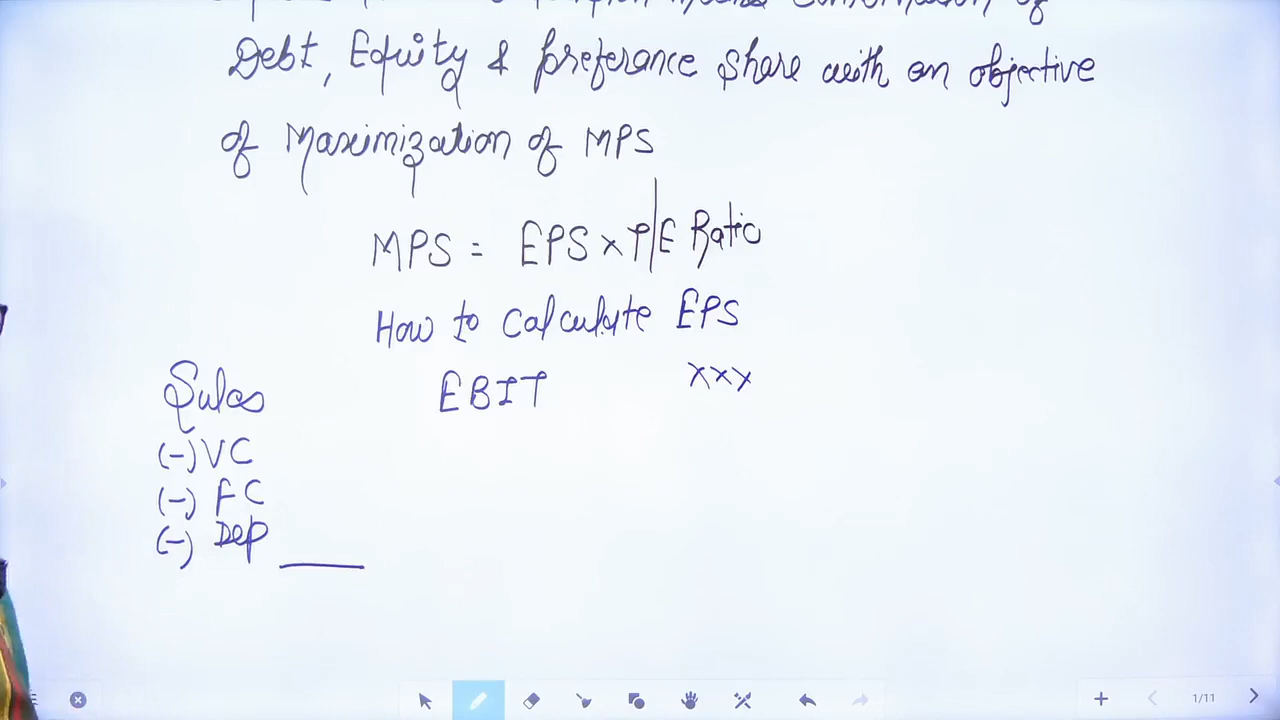 of
Debt, Equity & preferance share with an objective
of Maximization of MPS
MPS = EPS × P/E Ratio
How to calculate EPS
EBIT xxx
Sales
(-) VC
(-) FC
(-) Dep
1/11